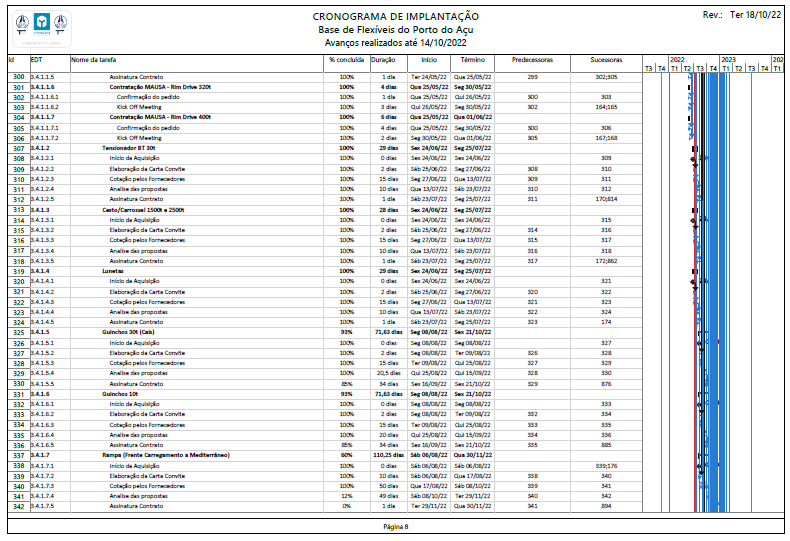 CRONOGRAMA DE IMPLANTAÇÃO
Base de Flexíveis do Porto do Açu
Avanços realizados até 14/10/2022
Rev.: Ter 18/10/22
Id EDT Nome da tarefa % concluída Duração Início Término Predecessoras Sucessoras 2022 2023 202
T3 T4 T1 T2 T3 T4 T1 T2 T3 T4 T1
300 3.4.1.1.5 Assinatura Contrato 100% 1 dia Ter 24/05/22 Qua 25/05/22 299 302;305
301 3.4.1.1.6 Contratação MAUSA - Rim Drive 320t 100% 4 dias Qua 25/05/22 Seg 30/05/22
302 3.4.1.1.6.1 Confirmação do pedido 100% 1 dia Qua 25/05/22 Qui 26/05/22 300 303
303 3.4.1.1.6.2 Kick Off Meeting 100% 3 dias Qui 26/05/22 Seg 30/05/22 302 164;165
304 3.4.1.1.7 Contratação MAUSA - Rim Drive 400t 100% 6 dias Qua 25/05/22 Qua 01/06/22
305 3.4.1.1.7.1 Confirmação do pedido 100% 4 dias Qua 25/05/22 Seg 30/05/22 300 306
306 3.4.1.1.7.2 Kick Off Meeting 100% 2 dias Seg 30/05/22 Qua 01/06/22 305 167;168
307 3.4.1.2 Tensionador BT 30t 100% 29 dias Sex 24/06/22 Seg 25/07/22
308 3.4.1.2.1 Início da Aquisição 100% 0 dias Sex 24/06/22 Sex 24/06/22 309
309 3.4.1.2.2 Elaboração da Carta Convite 100% 2 dias Sáb 25/06/22 Seg 27/06/22 308 310
310 3.4.1.2.3 Cotação pelos Fornecedores 100% 15 dias Seg 27/06/22 Qua 13/07/22 309 311
311 3.4.1.2.4 Analise das propostas 100% 10 dias Qua 13/07/22 Sáb 23/07/22 310 312
312 3.4.1.2.5 Assinatura Contrato 100% 1 dia Sáb 23/07/22 Seg 25/07/22 311 170;814
313 3.4.1.3 Cesto/Carrossel 1500t e 2500t 100% 28 dias Sex 24/06/22 Seg 25/07/22
314 3.4.1.3.1 Início da Aquisição 100% 0 dias Sex 24/06/22 Sex 24/06/22 315
315 3.4.1.3.2 Elaboração da Carta Convite 100% 2 dias Sáb 25/06/22 Seg 27/06/22 314 316
316 3.4.1.3.3 Cotação pelos Fornecedores 100% 15 dias Seg 27/06/22 Qua 13/07/22 315 317
317 3.4.1.3.4 Analise das propostas 100% 10 dias Qua 13/07/22 Sáb 23/07/22 316 318
318 3.4.1.3.5 Assinatura Contrato 100% 1 dia Sáb 23/07/22 Seg 25/07/22 317 172;862
319 3.4.1.4 Lunetas 100% 29 dias Sex 24/06/22 Seg 25/07/22
320 3.4.1.4.1 Início da Aquisição 100% 0 dias Sex 24/06/22 Sex 24/06/22 321
321 3.4.1.4.2 Elaboração da Carta Convite 100% 2 dias Sáb 25/06/22 Seg 27/06/22 320 322
322 3.4.1.4.3 Cotação pelos Fornecedores 100% 15 dias Seg 27/06/22 Qua 13/07/22 321 323
323 3.4.1.4.4 Analise das propostas 100% 10 dias Qua 13/07/22 Sáb 23/07/22 322 324
324 3.4.1.4.5 Assinatura Contrato 100% 1 dia Sáb 23/07/22 Seg 25/07/22 323 174
325 3.4.1.5 Guinchos 30t (Cais) 93% 71,63 dias Seg 08/08/22 Sex 21/10/22
326 3.4.1.5.1 Início da Aquisição 100% 0 dias Seg 08/08/22 Seg 08/08/22 327
327 3.4.1.5.2 Elaboração da Carta Convite 100% 2 dias Seg 08/08/22 Ter 09/08/22 326 328
328 3.4.1.5.3 Cotação pelos Fornecedores 100% 15 dias Ter 09/08/22 Qui 25/08/22 327 329
329 3.4.1.5.4 Analise das propostas 100% 20,5 dias Qui 25/08/22 Qui 15/09/22 328 330
330 3.4.1.5.5 Assinatura Contrato 85% 34 dias Sex 16/09/22 Sex 21/10/22 329 876
331 3.4.1.6 Guinchos 10t 93% 71,63 dias Seg 08/08/22 Sex 21/10/22
332 3.4.1.6.1 Início da Aquisição 100% 0 dias Seg 08/08/22 Seg 08/08/22 333
333 3.4.1.6.2 Elaboração da Carta Convite 100% 2 dias Seg 08/08/22 Ter 09/08/22 332 334
334 3.4.1.6.3 Cotação pelos Fornecedores 100% 15 dias Ter 09/08/22 Qui 25/08/22 333 335
335 3.4.1.6.4 Analise das propostas 100% 20 dias Qui 25/08/22 Qui 15/09/22 334 336
336 3.4.1.6.5 Assinatura Contrato 85% 34 dias Sex 16/09/22 Sex 21/10/22 335 885
337 3.4.1.7 Rampa (Frente Carregamento a Mediterrâneo) 60% 110,25 dias Sáb 06/08/22 Qua 30/11/22
338 3.4.1.7.1 Início da Aquisição 100% 0 dias Sáb 06/08/22 Sáb 06/08/22 339;176
339 3.4.1.7.2 Elaboração da Carta Convite 100% 10 dias Sáb 06/08/22 Qua 17/08/22 338 340
340 3.4.1.7.3 Cotação pelos Fornecedores 100% 50 dias Qua 17/08/22 Sáb 08/10/22 339 341
341 3.4.1.7.4 Analise das propostas 12% 49 dias Sáb 08/10/22 Ter 29/11/22 340 342
342 3.4.1.7.5 Assinatura Contrato 0% 1 dia Ter 29/11/22 Qua 30/11/22 341 894
Página 8